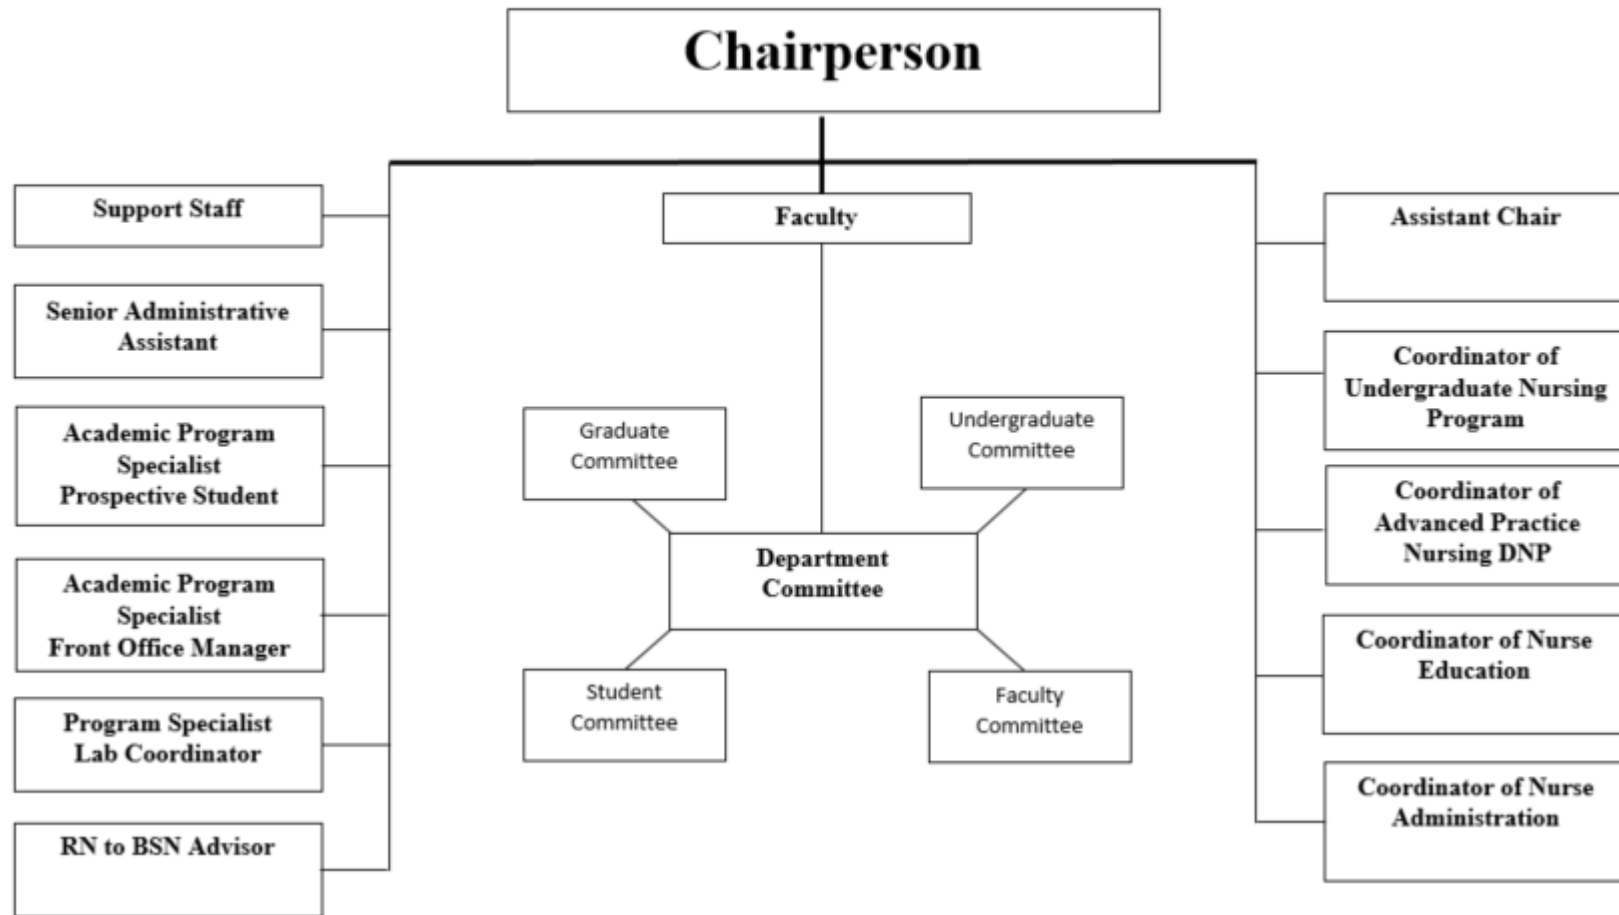 Chairperson
Support Staff
Senior Administrative
Assistant
Academic Program
Specialist
Prospective Student
Academic Program
Specialist
Front Office Manager
Program Specialist
Lab Coordinator
RN to BSN Advisor
Faculty
Graduate
Committee
Undergraduate
Committee
Department
Committee
Student
Committee
Faculty
Committee
Assistant Chair
Coordinator of
Undergraduate Nursing
Program
Coordinator of
Advanced Practice
Nursing DNP
Coordinator of Nurse
Education
Coordinator of Nurse
Administration